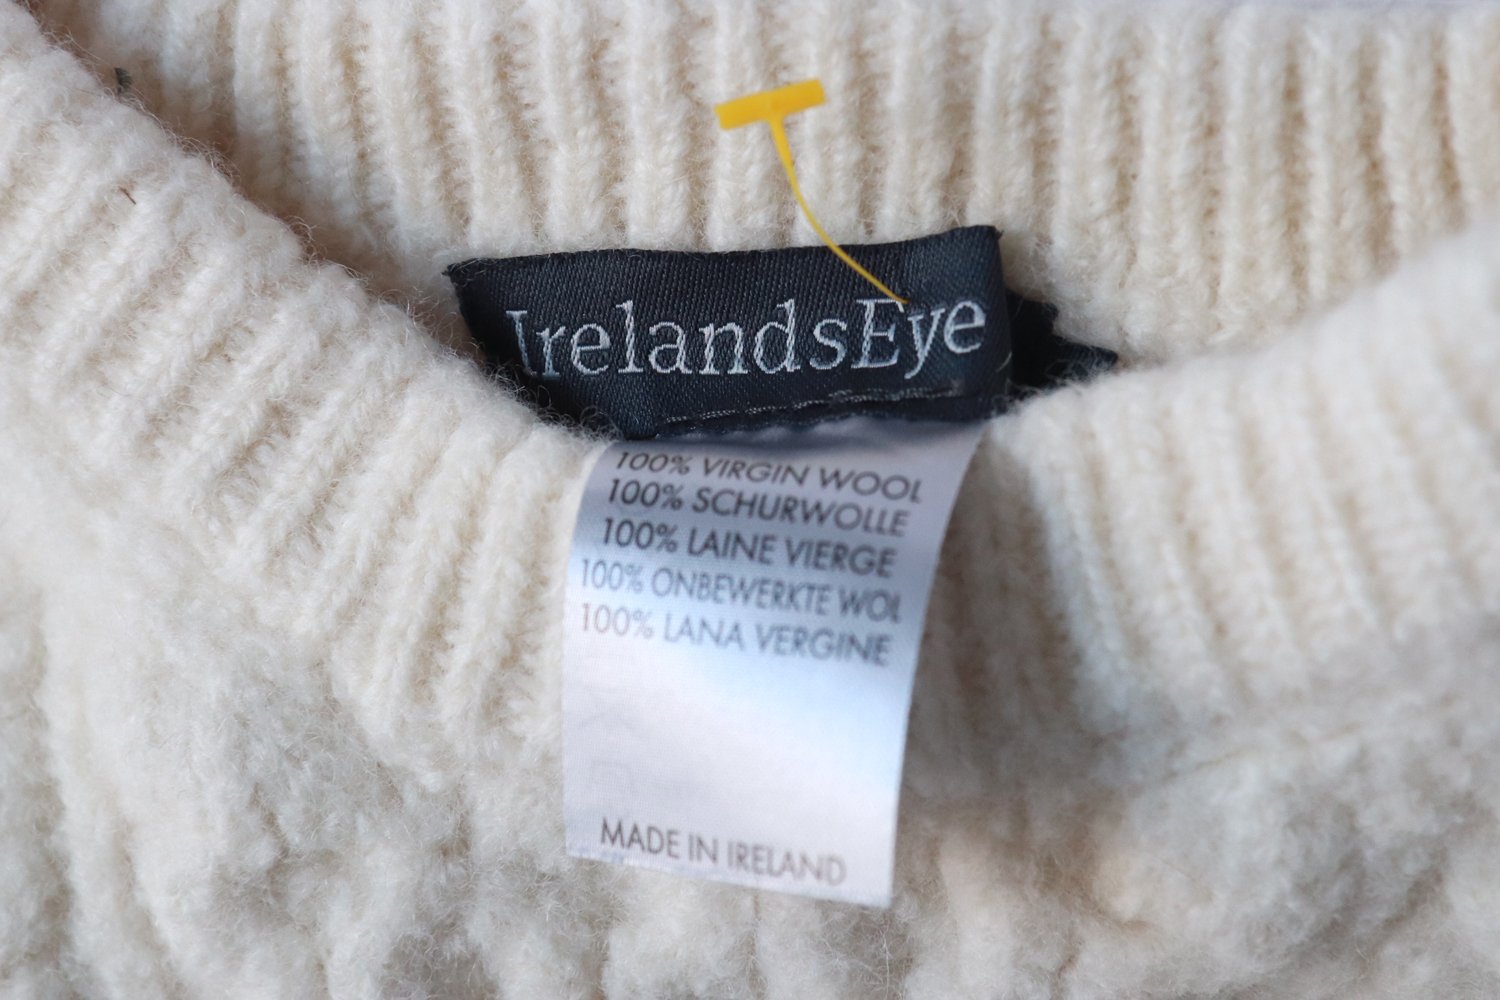 IrelandsEye
100% VIRGIN WOOL
100% SCHURWOLLE
100% LAINE VIERGE
100% ONBEWERKTE WOL
100% LANA VERGINE
MADE IN IRELAND